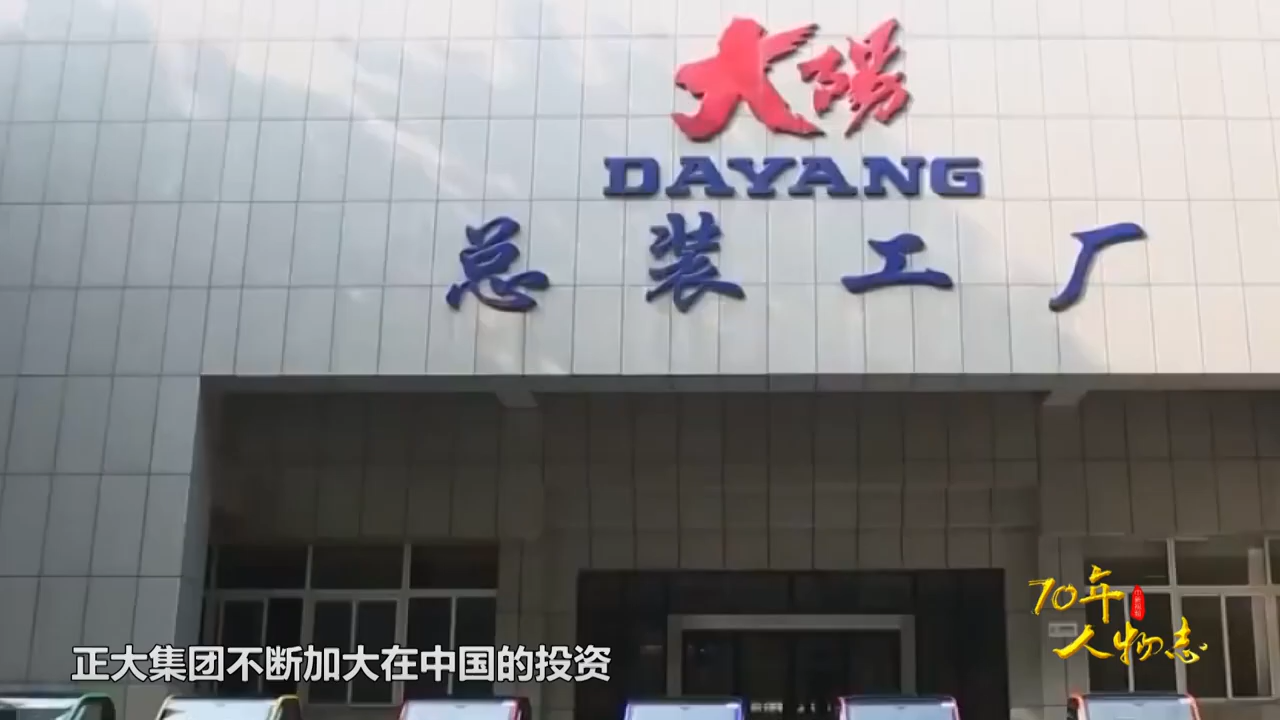 大陽
DAYANG
总装工厂
70年
人物志
正大集团不断加大在中国的投资